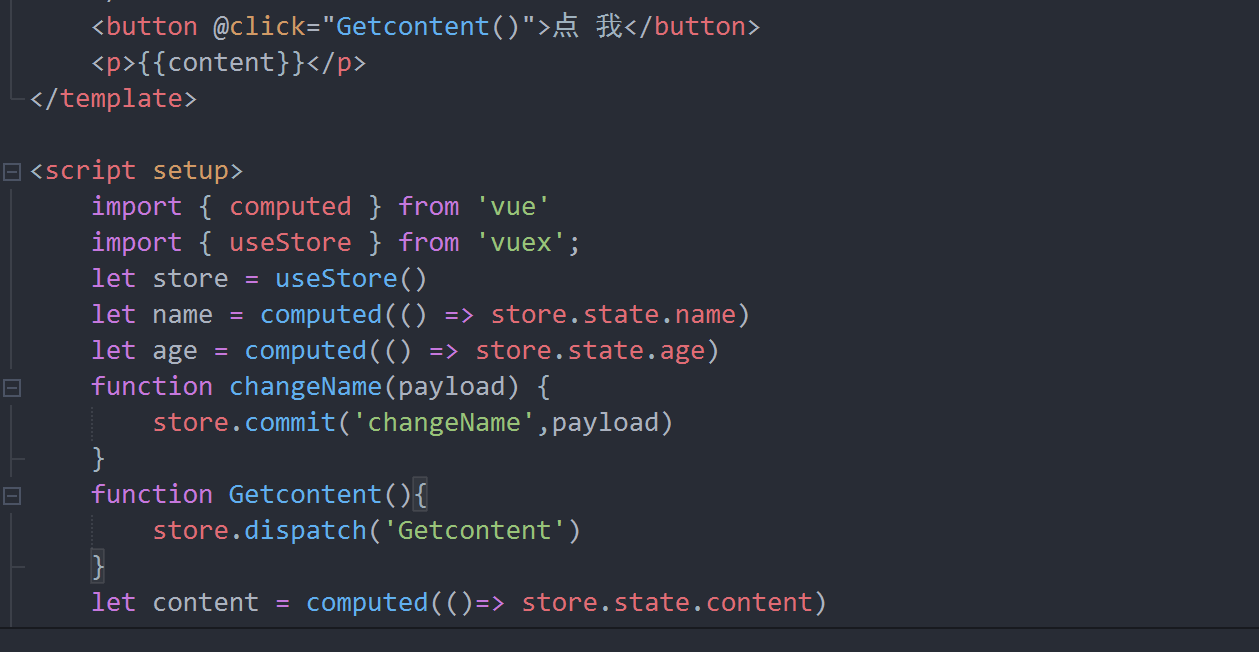 <button @click="Getcontent()">点 我</button>
<p>{{content}}</p>
</template>
<script setup>
import { computed } from 'vue'
import { useStore } from 'vuex';
let store = useStore()
let name = computed(() => store.state.name)
let age = computed(() => store.state.age)
function changeName(payload) {
store.commit('changeName',payload)
}
function Getcontent(){
store.dispatch('Getcontent')
}
let content = computed(()=> store.state.content)